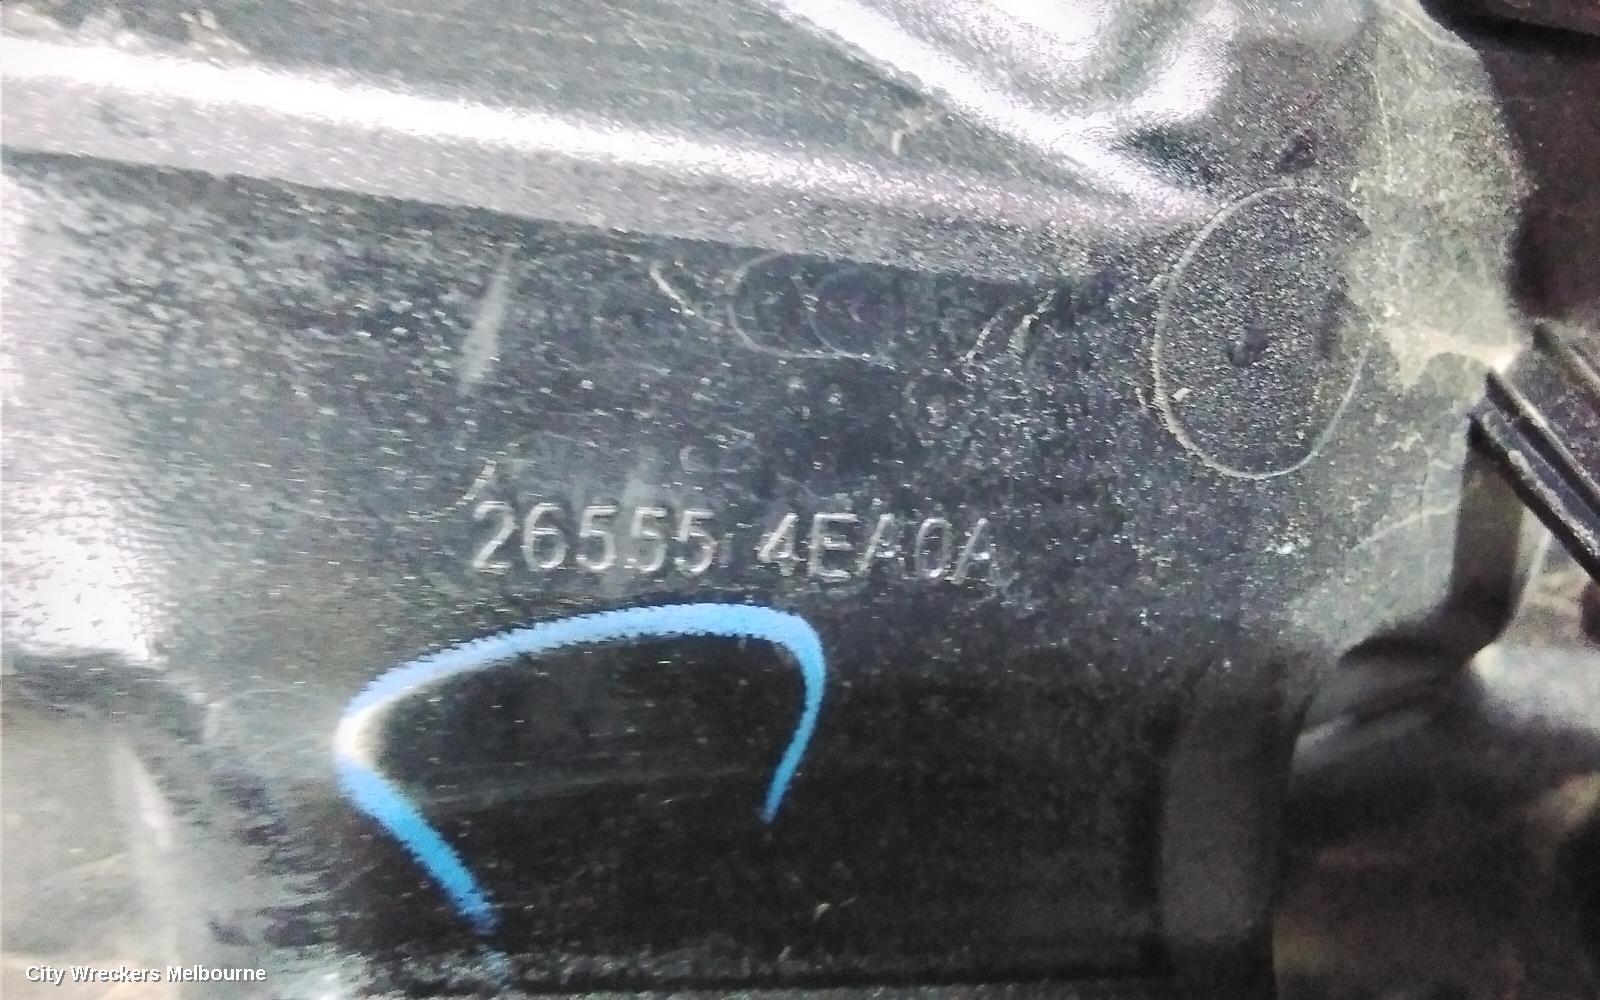 26555 4EA0A
City Wreckers Melbourne